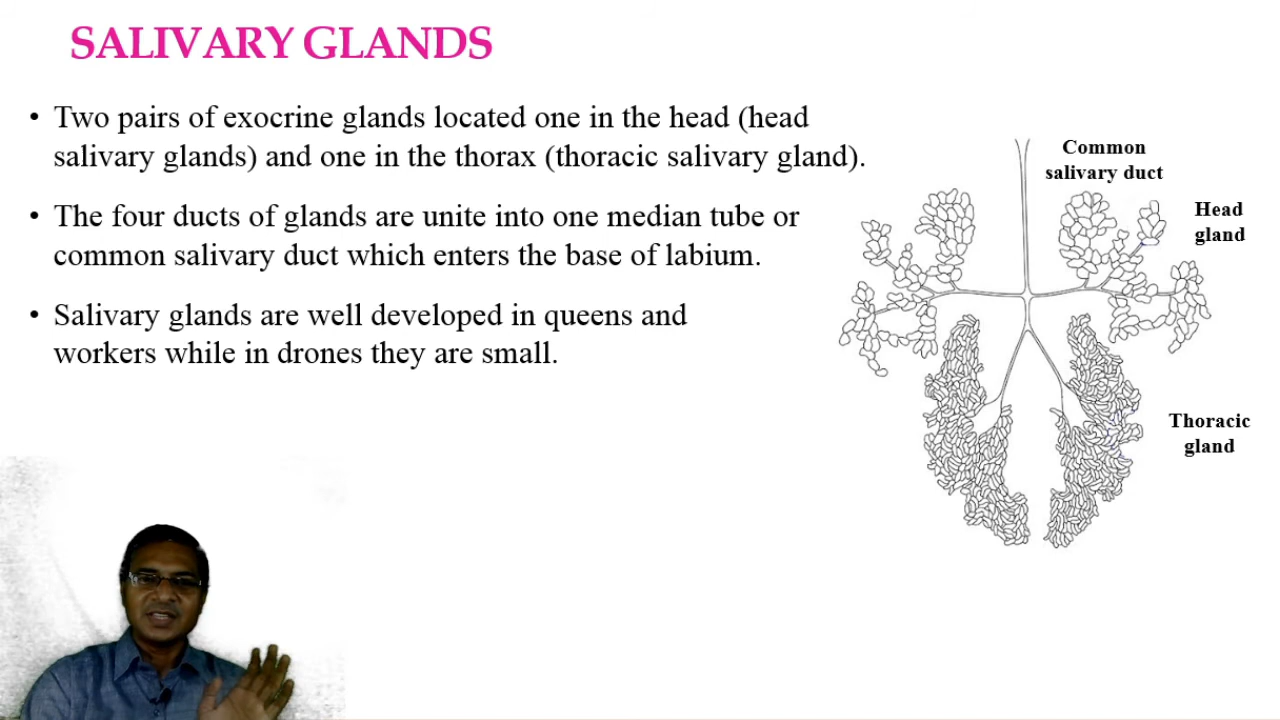 SALIVARY GLANDS
• Two pairs of exocrine glands located one in the head (head
salivary glands) and one in the thorax (thoracic salivary gland).
• The four ducts of glands are unite into one median tube or
common salivary duct which enters the base of labium.
• Salivary glands are well developed in queens and
workers while in drones they are small.
Common
salivary duct
Head
gland
Thoracic
gland